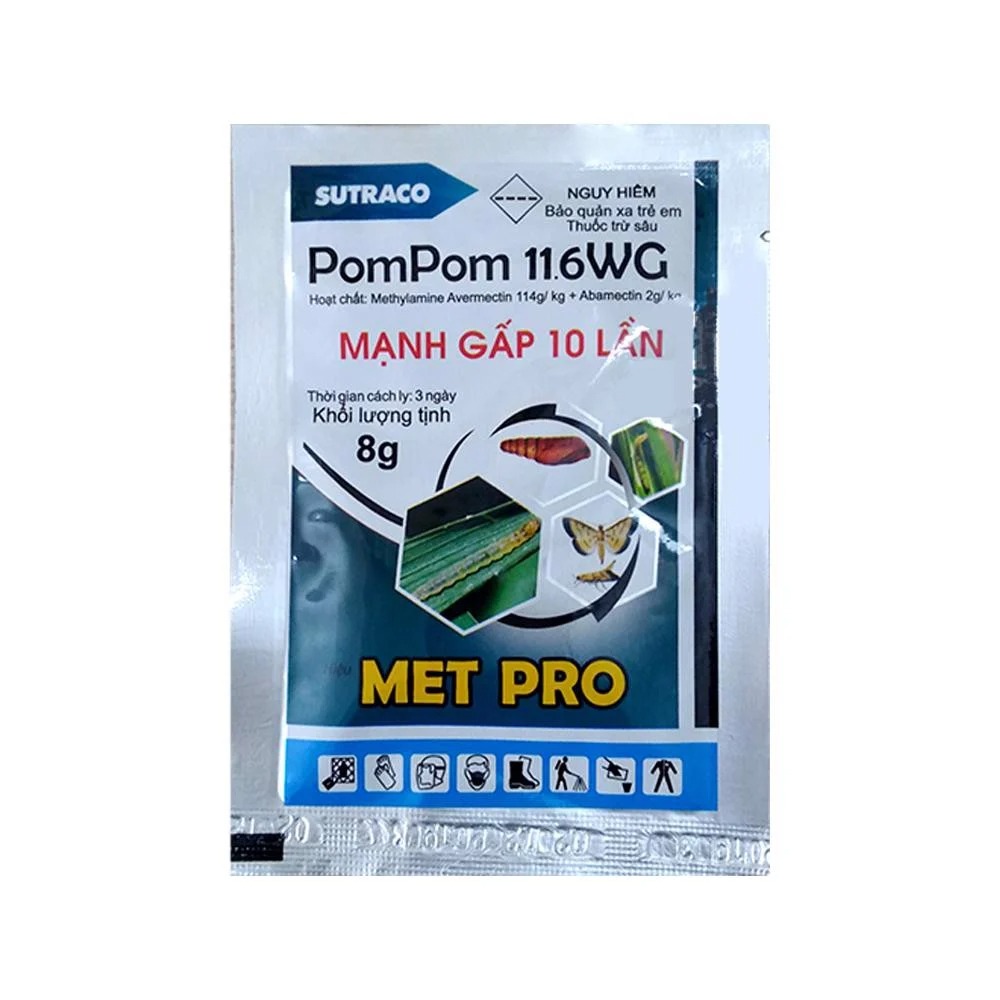 SUTRACO
NGUY HIÊM
Bảo quản xa trẻ em
Thuốc trừ sâu
PomPom 11.6WG
Hoạt chất: Methylamine Avermectin 114g/ kg + Abamectin 2g/ kg
MẠNH GẤP 10 LẦN
Thời gian cách ly: 3 ngày
Khối lượng tịnh
8g
Hiệu
MET PRO